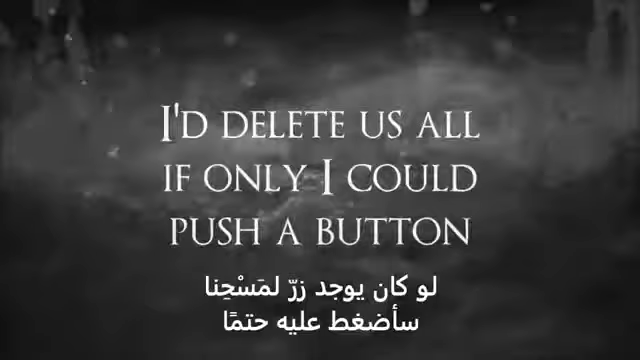 I'D DELETE US ALL
IF ONLY I COULD
PUSH A BUTTON
لو كان يوجد زرّ لمَسْحِنا
سأضغط عليه حتمًا